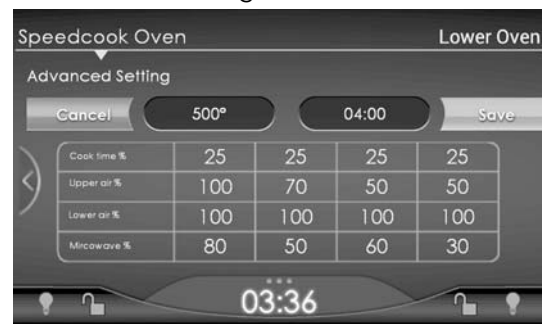 Speedcook Oven Lower Oven
Advanced Setting
Cancel 500° 04:00 Save
Cook time % 25 25 25 25
Upper air % 100 70 50 50
Lower air % 100 100 100 100
Mircowave % 80 50 60 30
03:36